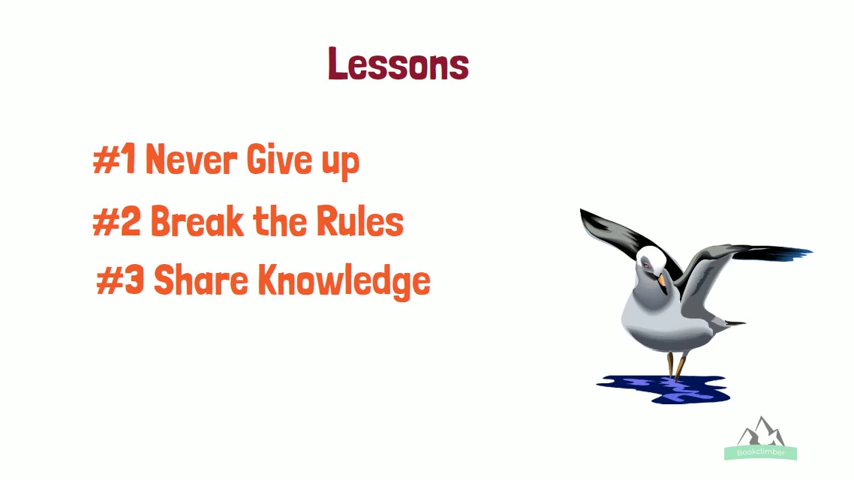 Lessons
#1 Never Give up
#2 Break the Rules
#3 Share Knowledge
Bookclimber